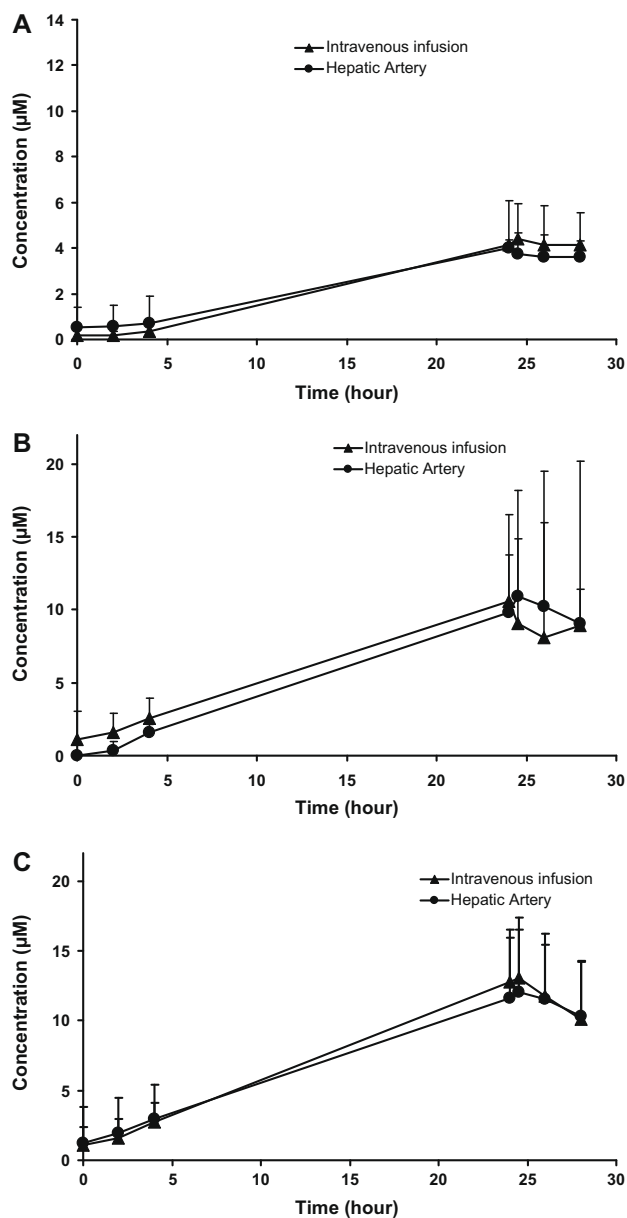 A
14
12
10
8
6
4
2
0
Concentration (µM)
Intravenous infusion
Hepatic Artery
0 5 10 15 20 25 30
Time (hour)
B
20
15
10
5
0
Concentration (µM)
Intravenous infusion
Hepatic Artery
0 5 10 15 20 25 30
Time (hour)
C
20
15
10
5
0
Concentration (µM)
Intravenous infusion
Hepatic Artery
0 5 10 15 20 25 30
Time (hour)